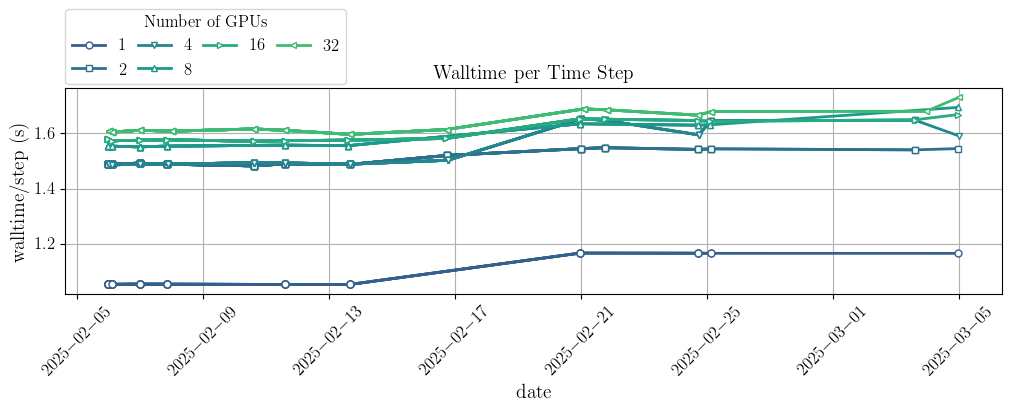 Number of GPUs
1 4 16 32
2 8
Walltime per Time Step
walltime/step (s)
1.6
1.4
1.2
2025−02−05 2025−02−09 2025−02−13 2025−02−17 2025−02−21 2025−02−25 2025−03−01 2025−03−05
date